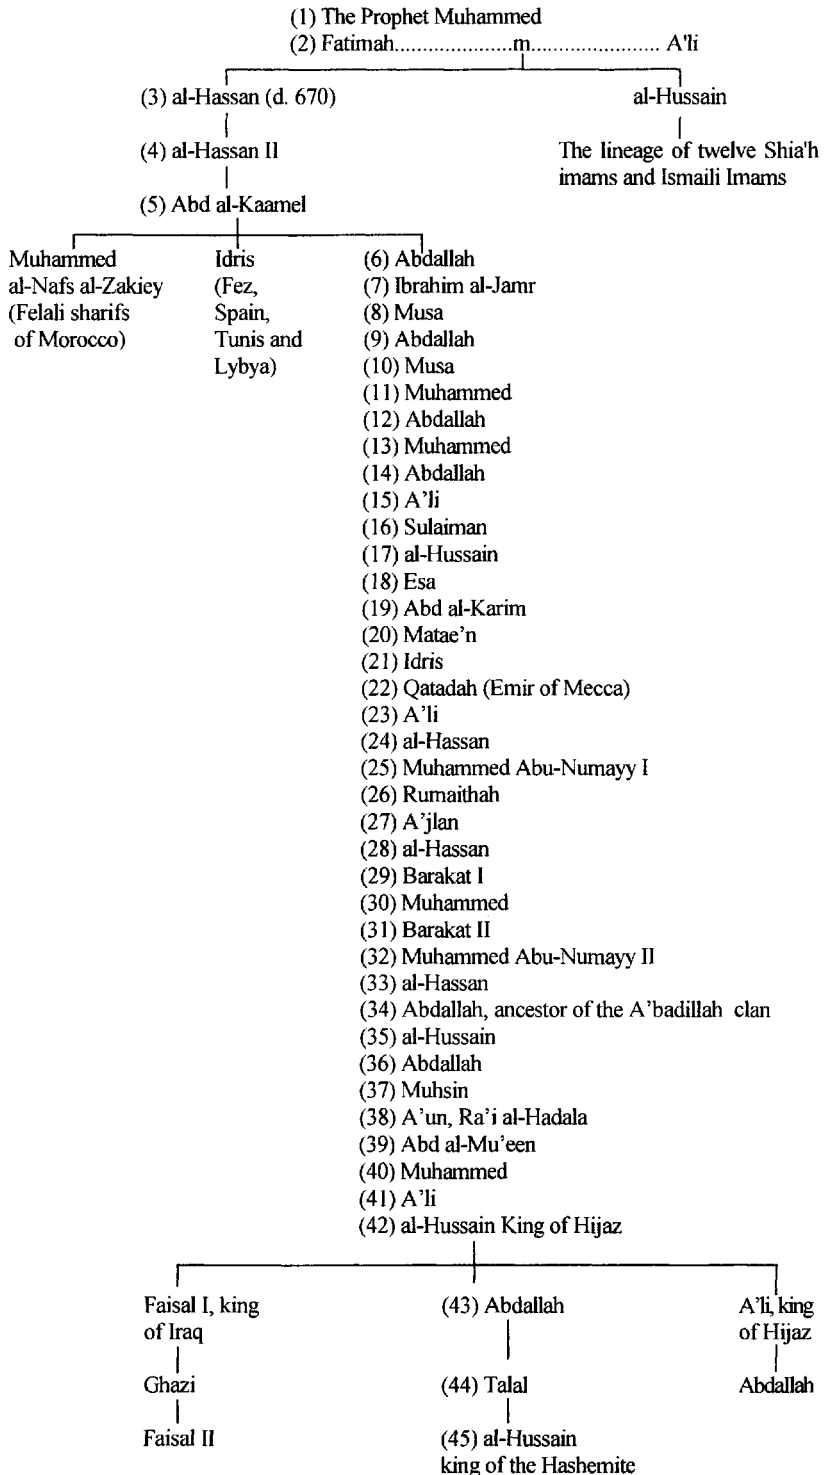 (1) The Prophet Muhammed
(2) Fatimah......................m........................ A'li
(3) al-Hassan (d. 670)
al-Hussain
(4) al-Hassan II
The lineage of twelve Shia'h
imams and Ismaili Imams
(5) Abd al-Kaamel
Muhammed
al-Nafs al-Zakiey
(Felali sharifs
of Morocco)
Idris
(Fez,
Spain,
Tunis and
Lybya)
(6) Abdallah
(7) Ibrahim al-Jamr
(8) Musa
(9) Abdallah
(10) Musa
(11) Muhammed
(12) Abdallah
(13) Muhammed
(14) Abdallah
(15) A’li
(16) Sulaiman
(17) al-Hussain
(18) Esa
(19) Abd al-Karim
(20) Matae’n
(21) Idris
(22) Qatadah (Emir of Mecca)
(23) A’li
(24) al-Hassan
(25) Muhammed Abu-Numayy I
(26) Rumaithah
(27) A’jlan
(28) al-Hassan
(29) Barakat I
(30) Muhammed
(31) Barakat II
(32) Muhammed Abu-Numayy II
(33) al-Hassan
(34) Abdallah, ancestor of the A’badillah clan
(35) al-Hussain
(36) Abdallah
(37) Muhsin
(38) A’un, Ra’i al-Hadala
(39) Abd al-Mu’een
(40) Muhammed
(41) A’li
(42) al-Hussain King of Hijaz
Faisal I, king
of Iraq
(43) Abdallah
A’li, king
of Hijaz
Ghazi
(44) Talal
Abdallah
Faisal II
(45) al-Hussain
king of the Hashemite